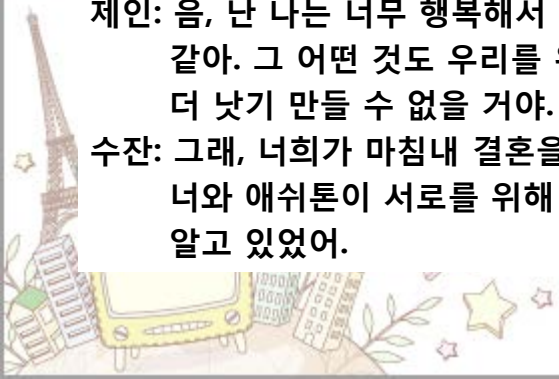 제인: 음, 난 나는 너무 행복해서
같아. 그 어떤 것도 우리를
더 낫기 만들 수 없을 거야.
수잔: 그래, 너희가 마침내 결혼을
너와 애쉬톤이 서로를 위해
알고 있었어.